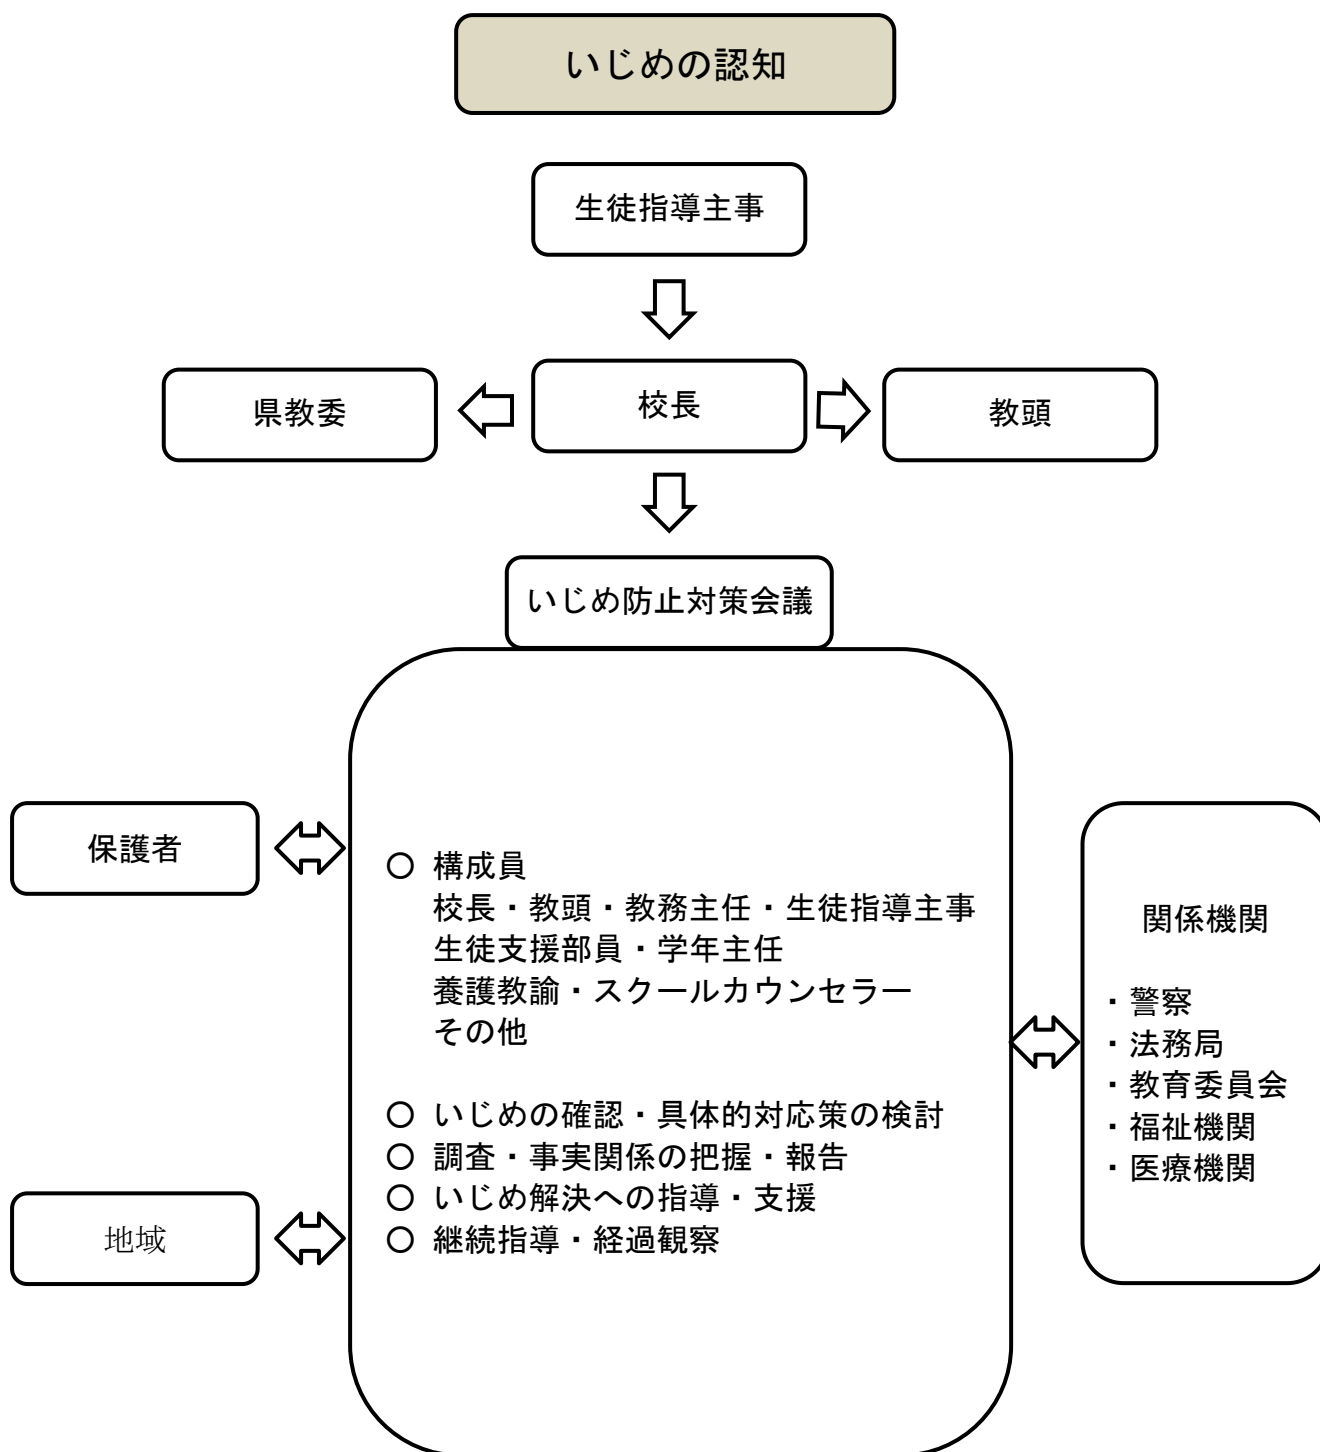 いじめの認知
生徒指導主事
県教委
校長
教頭
いじめ防止対策会議
保護者
地域
〇 構成員
校長・教頭・教務主任・生徒指導主事
生徒支援部員・学年主任
養護教諭・スクールカウンセラー
その他
〇 いじめの確認・具体的対応策の検討
〇 調査・事実関係の把握・報告
〇 いじめ解決への指導・支援
〇 継続指導・経過観察
関係機関
・警察
・法務局
・教育委員会
・福祉機関
・医療機関